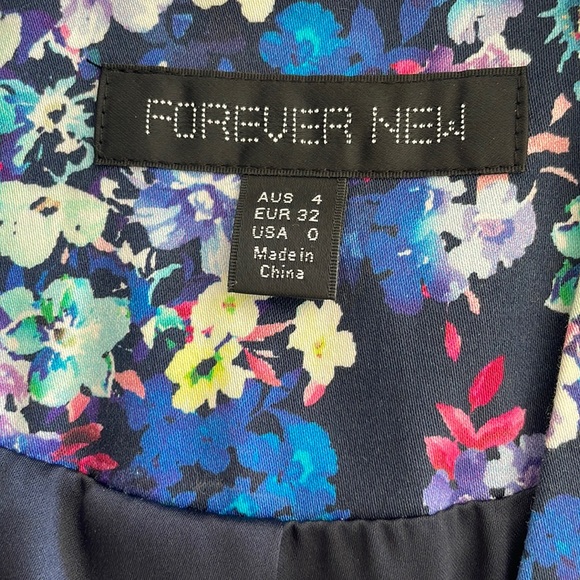 FOREVER NEW
AUS 4
EUR 32
USA 0
Made in
China